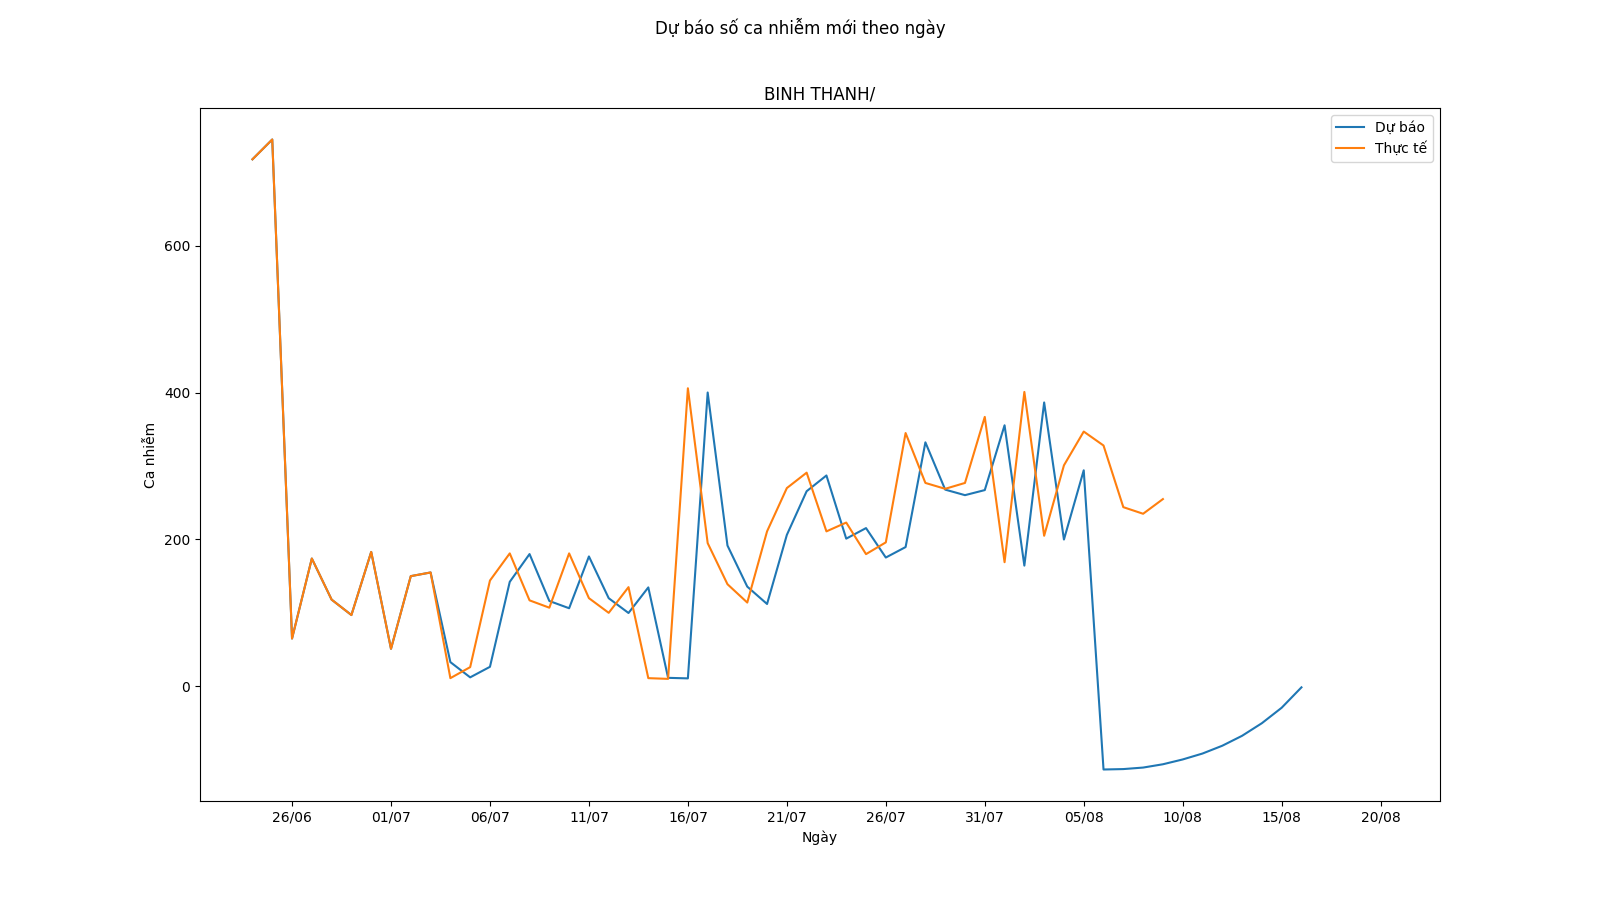 Dự báo số ca nhiễm mới theo ngày
BINH THANH/
Dự báo
Thực tế
600
400
200
0
Ca nhiễm
26/06 01/07 06/07 11/07 16/07 21/07 26/07 31/07 05/08 10/08 15/08 20/08
Ngày